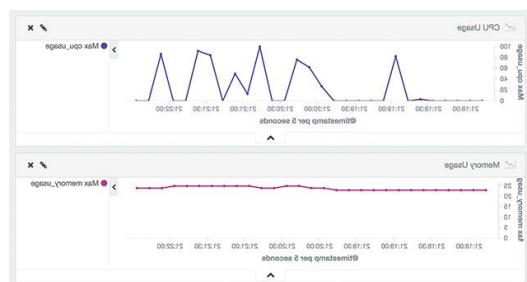 CPU Usage
Max cpu_usage
100
80
60
40
20
0
Max cpu_usage
21:18:00 21:18:30 21:19:00 21:19:30 21:20:00 21:20:30 21:21:00 21:21:30 21:22:00
@timestamp per 5 seconds
Memory Usage
25
20
15
10
5
0
Max memory_usage
21:18:00 21:18:30 21:19:00 21:19:30 21:20:00 21:20:30 21:21:00 21:21:30 21:22:00
@timestamp per 5 seconds